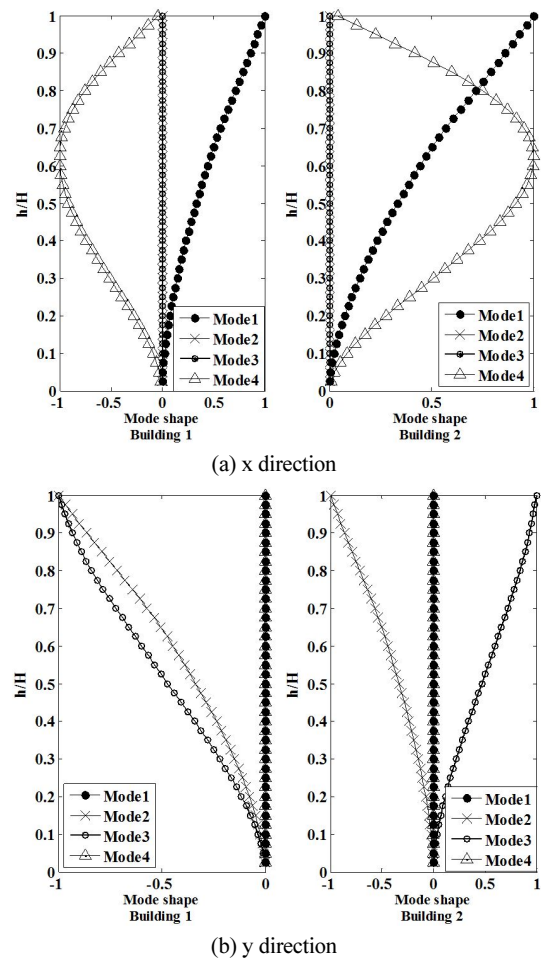 1
0.9
0.8
0.7
0.6
0.5
0.4
0.3
0.2
0.1
0
h/H
-1 -0.5 0 0.5 1
Mode shape
Building 1
Mode1
Mode2
Mode3
Mode4
1
0.9
0.8
0.7
0.6
0.5
0.4
0.3
0.2
0.1
0
h/H
0 0.5 1
Mode shape
Building 2
Mode1
Mode2
Mode3
Mode4
(a) x direction
1
0.9
0.8
0.7
0.6
0.5
0.4
0.3
0.2
0.1
0
h/H
-1 -0.5 0
Mode shape
Building 1
Mode1
Mode2
Mode3
Mode4
1
0.9
0.8
0.7
0.6
0.5
0.4
0.3
0.2
0.1
0
h/H
-1 -0.5 0 0.5 1
Mode shape
Building 2
Mode1
Mode2
Mode3
Mode4
(b) y direction